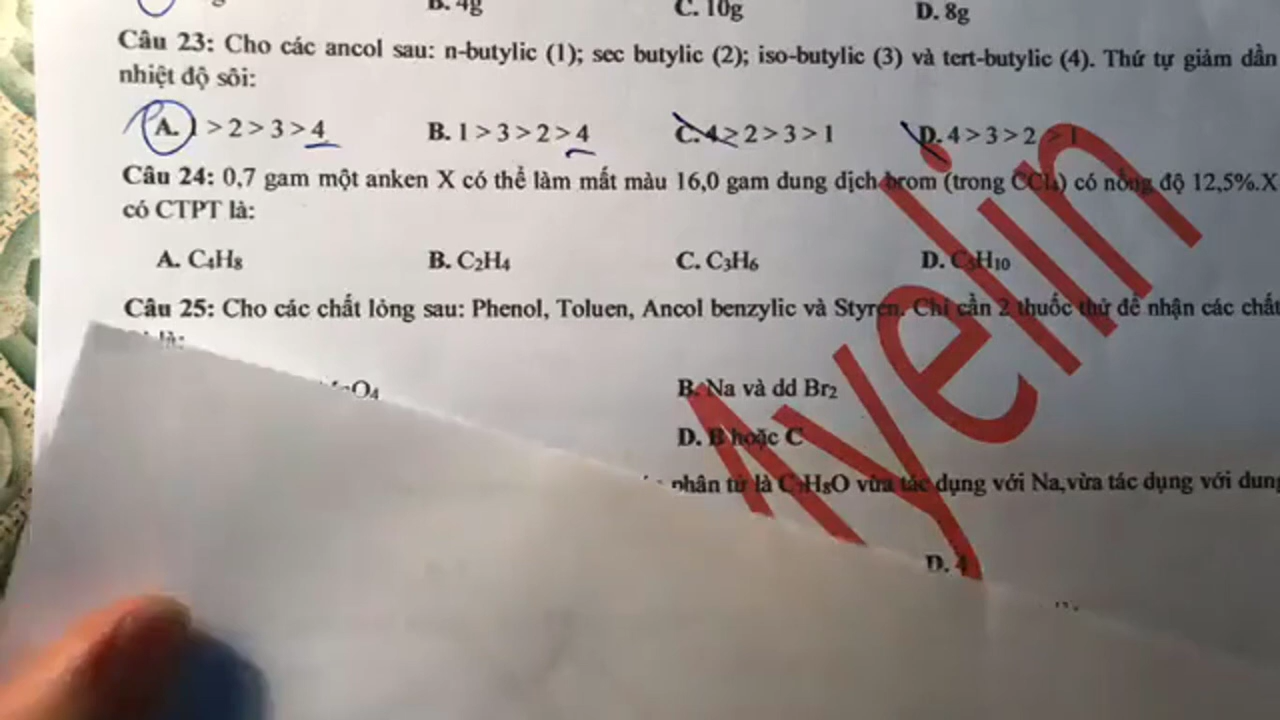 B. 4g C. 10g D. 8g
Câu 23: Cho các ancol sau: n-butylic (1); sec butylic (2); iso-butylic (3) và tert-butylic (4). Thứ tự giảm dần
nhiệt độ sôi:
A. 1 > 2 > 3 > 4 B. 1 > 3 > 2 > 4 C. 4 > 2 > 3 > 1 D. 4 > 3 > 2 > 1
Câu 24: 0,7 gam một anken X có thể làm mất màu 16,0 gam dung dịch brom (trong CCl₄) có nồng độ 12,5%.X
có CTPT là:
A. C₄H₈ B. C₂H₄ C. C₃H₆ D. C₅H₁₀
Câu 25: Cho các chất lỏng sau: Phenol, Toluen, Ancol benzylic và Styren. Chỉ cần 2 thuốc thử để nhận các chất
là:
O₄ B. Na và dd Br₂
D. B hoặc C
phân tử là C₇H₈O vừa tác dụng với Na,vừa tác dụng với dung
D. 4
Ayelin